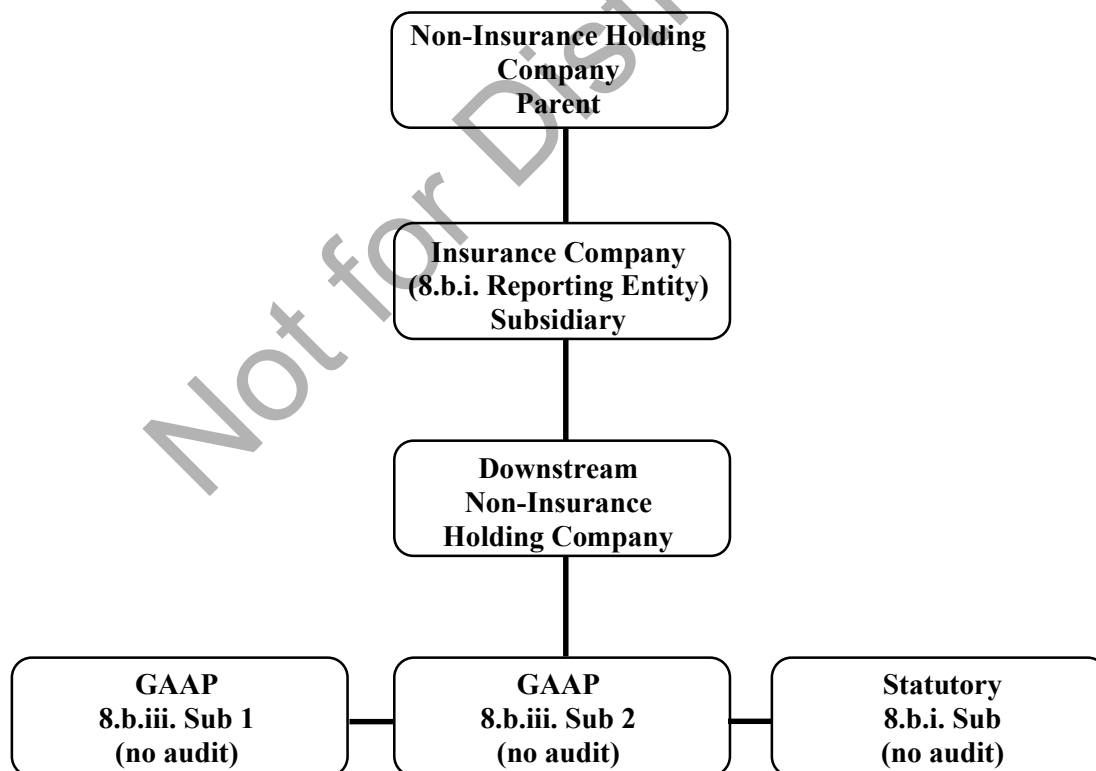 Non-Insurance Holding
Company
Parent
Insurance Company
(8.b.i. Reporting Entity)
Subsidiary
Downstream
Non-Insurance
Holding Company
GAAP
8.b.iii. Sub 1
(no audit)
GAAP
8.b.iii. Sub 2
(no audit)
Statutory
8.b.i. Sub
(no audit)
Not for